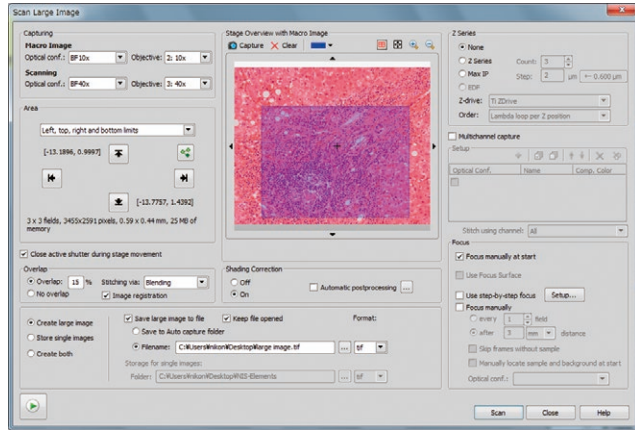 Scan Large Image
Capturing
Macro Image
Optical conf.: BF10x Objective: 2: 10x
Scanning
Optical conf.: BF40x Objective: 3: 40x
Area
Left, top, right and bottom limits
[-13.1896, 0.9997]
[-13.7757, 1.4392]
3 x 3 fields, 3455x2591 pixels, 0.59 x 0.44 mm, 25 MB of
memory
Close active shutter during stage movement
Overlap
Overlap: 15 % Stitching via: Blending
No overlap Image registration
Stage Overview with Macro Image
Capture Clear
Shading Correction
Off
On
Automatic postprocessing ...
Create large image
Store single images
Create both
Save large image to file Keep file opened Format:
Save to Auto capture folder
Filename: C:\Users\nikon\Desktop\large image.tif ... tif
Storage for single images:
Folder: C:\Users\nikon\Desktop\NIS-Elements ... tif
Z Series
None
Z Series Count: 3
Max IP Step: 2 µm ← 0.600 µm
EDF
Z-drive: Ti ZDrive
Order: Lambda loop per Z position
Multichannel capture
Setup
Optical Conf. Name Comp. Color
Stitch using channel: All
Focus
Focus manually at start
Use Focus Surface
Use step-by-step focus Setup...
Focus manually
every 1 field
after 3 mm distance
Skip frames without sample
Manually locate sample and background at start
Optical conf.:
Scan Close Help